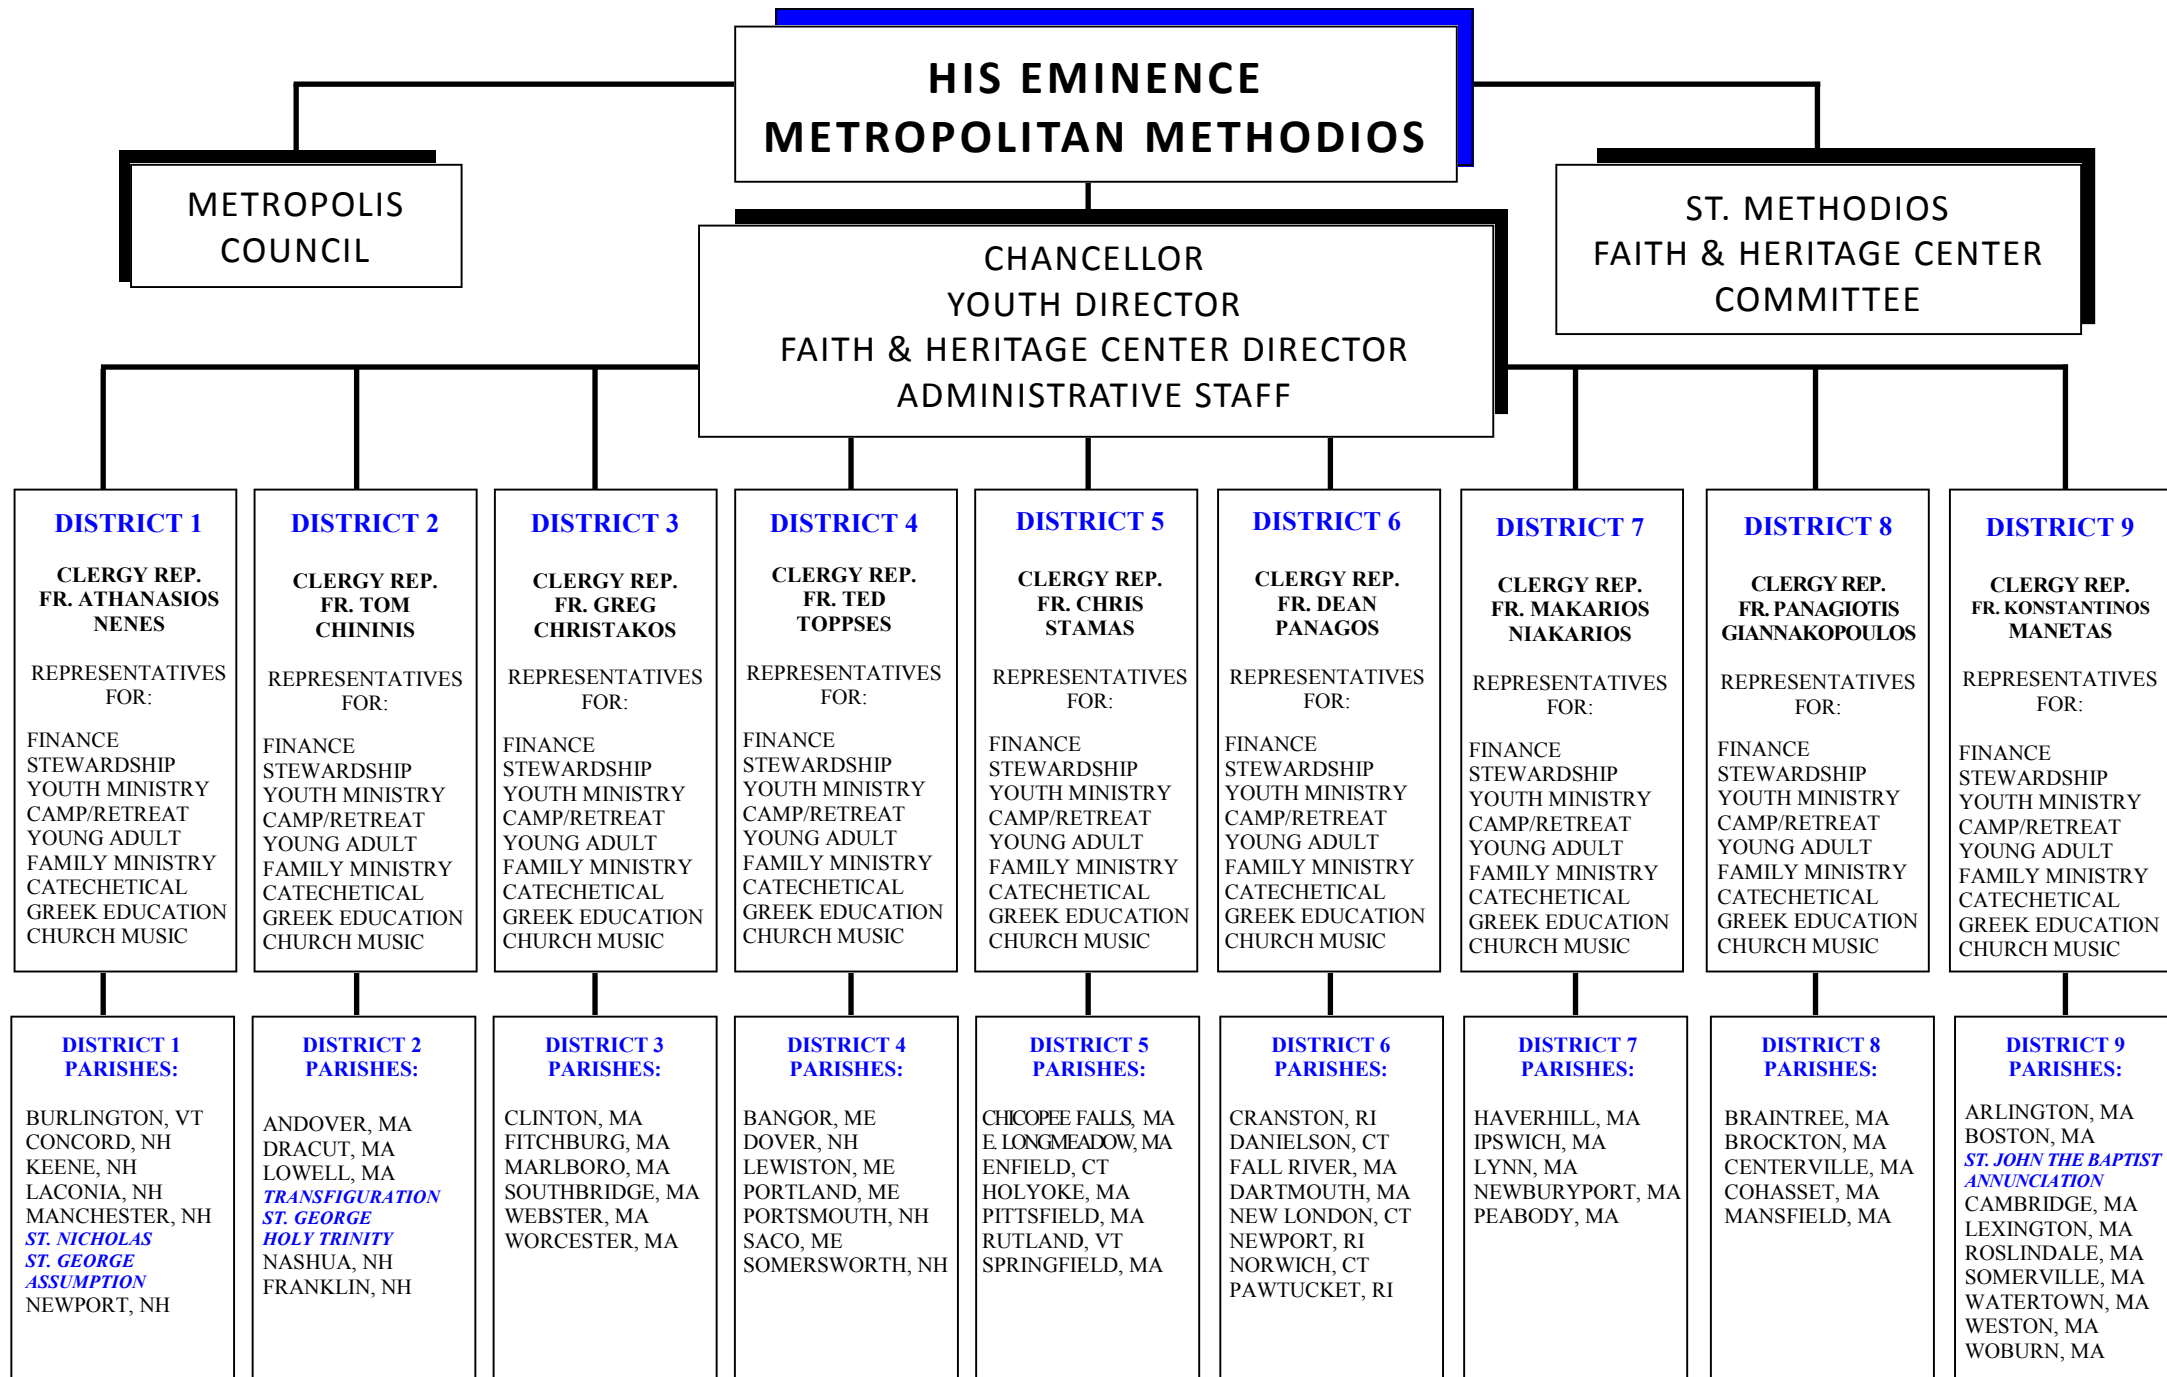 HIS EMINENCE
METROPOLITAN METHODIOS
METROPOLIS
COUNCIL
ST. METHODIOS
FAITH & HERITAGE CENTER
COMMITTEE
CHANCELLOR
YOUTH DIRECTOR
FAITH & HERITAGE CENTER DIRECTOR
ADMINISTRATIVE STAFF
DISTRICT 1
CLERGY REP.
FR. ATHANASIOS
NENES
REPRESENTATIVES
FOR:
FINANCE
STEWARDSHIP
YOUTH MINISTRY
CAMP/RETREAT
YOUNG ADULT
FAMILY MINISTRY
CATECHETICAL
GREEK EDUCATION
CHURCH MUSIC
DISTRICT 2
CLERGY REP.
FR. TOM
CHININIS
REPRESENTATIVES
FOR:
FINANCE
STEWARDSHIP
YOUTH MINISTRY
CAMP/RETREAT
YOUNG ADULT
FAMILY MINISTRY
CATECHETICAL
GREEK EDUCATION
CHURCH MUSIC
DISTRICT 3
CLERGY REP.
FR. GREG
CHRISTAKOS
REPRESENTATIVES
FOR:
FINANCE
STEWARDSHIP
YOUTH MINISTRY
CAMP/RETREAT
YOUNG ADULT
FAMILY MINISTRY
CATECHETICAL
GREEK EDUCATION
CHURCH MUSIC
DISTRICT 4
CLERGY REP.
FR. TED
TOPPSES
REPRESENTATIVES
FOR:
FINANCE
STEWARDSHIP
YOUTH MINISTRY
CAMP/RETREAT
YOUNG ADULT
FAMILY MINISTRY
CATECHETICAL
GREEK EDUCATION
CHURCH MUSIC
DISTRICT 5
CLERGY REP.
FR. CHRIS
STAMAS
REPRESENTATIVES
FOR:
FINANCE
STEWARDSHIP
YOUTH MINISTRY
CAMP/RETREAT
YOUNG ADULT
FAMILY MINISTRY
CATECHETICAL
GREEK EDUCATION
CHURCH MUSIC
DISTRICT 6
CLERGY REP.
FR. DEAN
PANAGOS
REPRESENTATIVES
FOR:
FINANCE
STEWARDSHIP
YOUTH MINISTRY
CAMP/RETREAT
YOUNG ADULT
FAMILY MINISTRY
CATECHETICAL
GREEK EDUCATION
CHURCH MUSIC
DISTRICT 7
CLERGY REP.
FR. MAKARIOS
NIAKARIOS
REPRESENTATIVES
FOR:
FINANCE
STEWARDSHIP
YOUTH MINISTRY
CAMP/RETREAT
YOUNG ADULT
FAMILY MINISTRY
CATECHETICAL
GREEK EDUCATION
CHURCH MUSIC
DISTRICT 8
CLERGY REP.
FR. PANAGIOTIS
GIANNAKOPOULOS
REPRESENTATIVES
FOR:
FINANCE
STEWARDSHIP
YOUTH MINISTRY
CAMP/RETREAT
YOUNG ADULT
FAMILY MINISTRY
CATECHETICAL
GREEK EDUCATION
CHURCH MUSIC
DISTRICT 9
CLERGY REP.
FR. KONSTANTINOS
MANETAS
REPRESENTATIVES
FOR:
FINANCE
STEWARDSHIP
YOUTH MINISTRY
CAMP/RETREAT
YOUNG ADULT
FAMILY MINISTRY
CATECHETICAL
GREEK EDUCATION
CHURCH MUSIC
DISTRICT 1
PARISHES:
BURLINGTON, VT
CONCORD, NH
KEENE, NH
LACONIA, NH
MANCHESTER, NH
ST. NICHOLAS
ST. GEORGE
ASSUMPTION
NEWPORT, NH
DISTRICT 2
PARISHES:
ANDOVER, MA
DRACUT, MA
LOWELL, MA
TRANSFIGURATION
ST. GEORGE
HOLY TRINITY
NASHUA, NH
FRANKLIN, NH
DISTRICT 3
PARISHES:
CLINTON, MA
FITCHBURG, MA
MARLBORO, MA
SOUTHBRIDGE, MA
WEBSTER, MA
WORCESTER, MA
DISTRICT 4
PARISHES:
BANGOR, ME
DOVER, NH
LEWISTON, ME
PORTLAND, ME
PORTSMOUTH, NH
SACO, ME
SOMERSWORTH, NH
DISTRICT 5
PARISHES:
CHICOPEE FALLS, MA
E. LONGMEADOW, MA
ENFIELD, CT
HOLYOKE, MA
PITTSFIELD, MA
RUTLAND, VT
SPRINGFIELD, MA
DISTRICT 6
PARISHES:
CRANSTON, RI
DANIELSON, CT
FALL RIVER, MA
DARTMOUTH, MA
NEW LONDON, CT
NEWPORT, RI
NORWICH, CT
PAWTUCKET, RI
DISTRICT 7
PARISHES:
HAVERHILL, MA
IPSWICH, MA
LYNN, MA
NEWBURYPORT, MA
PEABODY, MA
DISTRICT 8
PARISHES:
BRAINTREE, MA
BROCKTON, MA
CENTERVILLE, MA
COHASSET, MA
MANSFIELD, MA
DISTRICT 9
PARISHES:
ARLINGTON, MA
BOSTON, MA
ST. JOHN THE BAPTIST
ANNUNCIATION
CAMBRIDGE, MA
LEXINGTON, MA
ROSLINDALE, MA
SOMERVILLE, MA
WATERTOWN, MA
WESTON, MA
WOBURN, MA